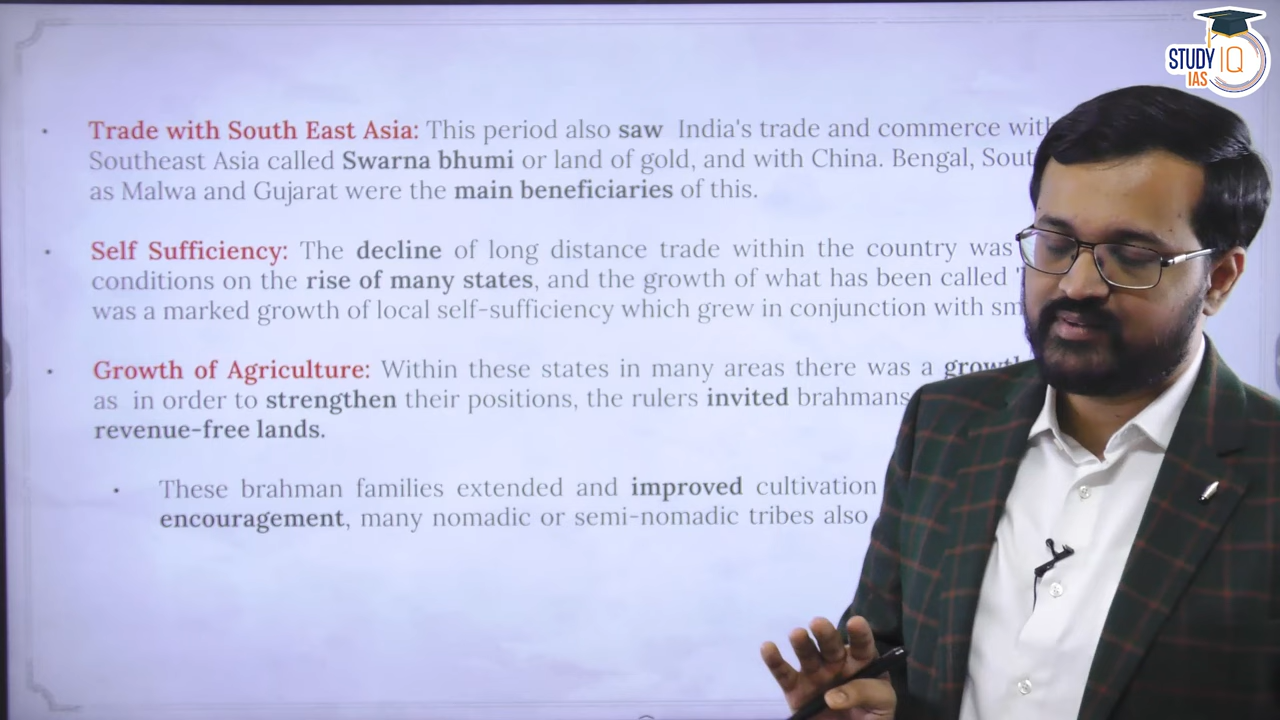 STUDY IQ
IAS
• Trade with South East Asia: This period also saw India's trade and commerce with
Southeast Asia called Swarna bhumi or land of gold, and with China. Bengal, Sout
as Malwa and Gujarat were the main beneficiaries of this.
• Self Sufficiency: The decline of long distance trade within the country was
conditions on the rise of many states, and the growth of what has been called
was a marked growth of local self-sufficiency which grew in conjunction with sm
• Growth of Agriculture: Within these states in many areas there was a growth
as in order to strengthen their positions, the rulers invited brahmans
revenue-free lands.
• These brahman families extended and improved cultivation
encouragement, many nomadic or semi-nomadic tribes also